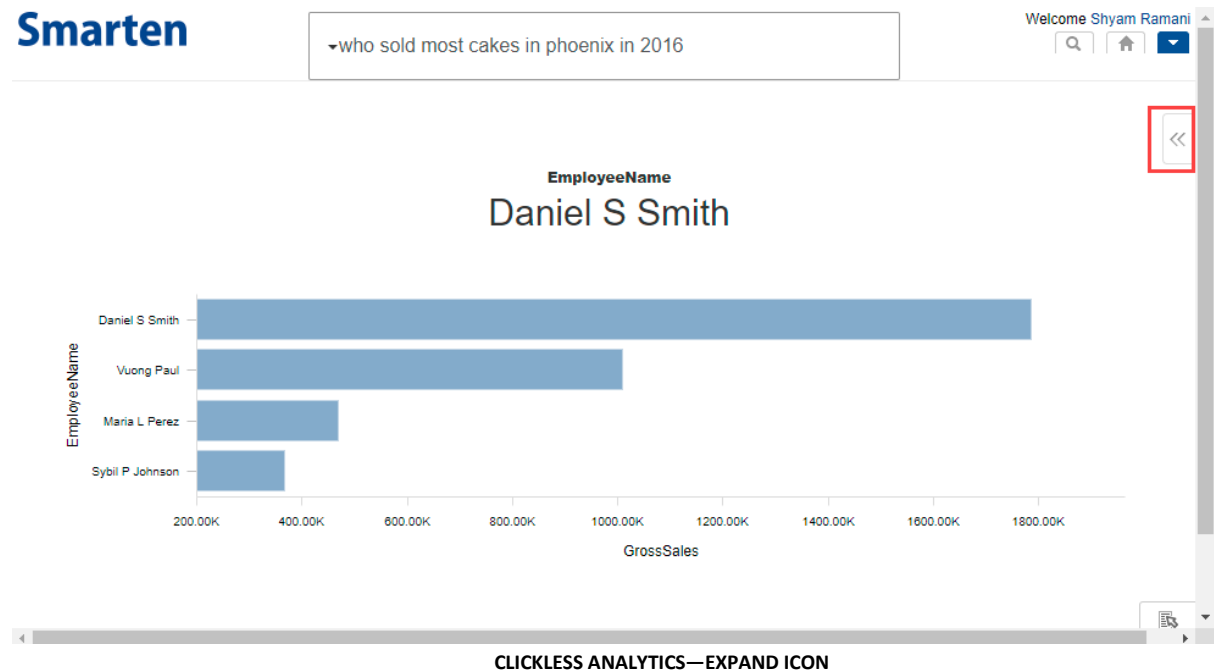 Smarten
who sold most cakes in phoenix in 2016
Welcome Shyam Ramani
EmployeeName
Daniel S Smith
EmployeeName
Daniel S Smith
Vuong Paul
Maria L Perez
Sybil P Johnson
200.00K 400.00K 600.00K 800.00K 1000.00K 1200.00K 1400.00K 1600.00K 1800.00K
GrossSales
CLICKLESS ANALYTICS—EXPAND ICON